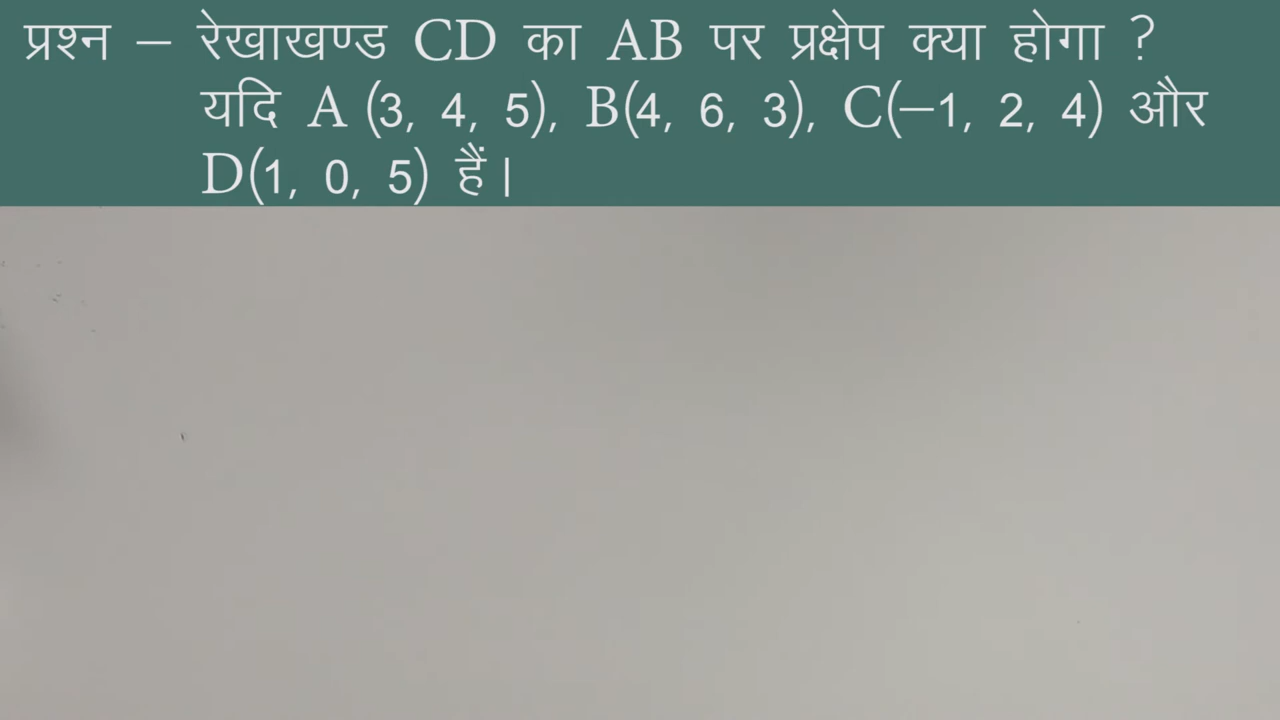 प्रश्न – रेखाखण्ड CD का AB पर प्रक्षेप क्या होगा ?
यदि A (3, 4, 5), B(4, 6, 3), C(–1, 2, 4) और
D(1, 0, 5) हैं |